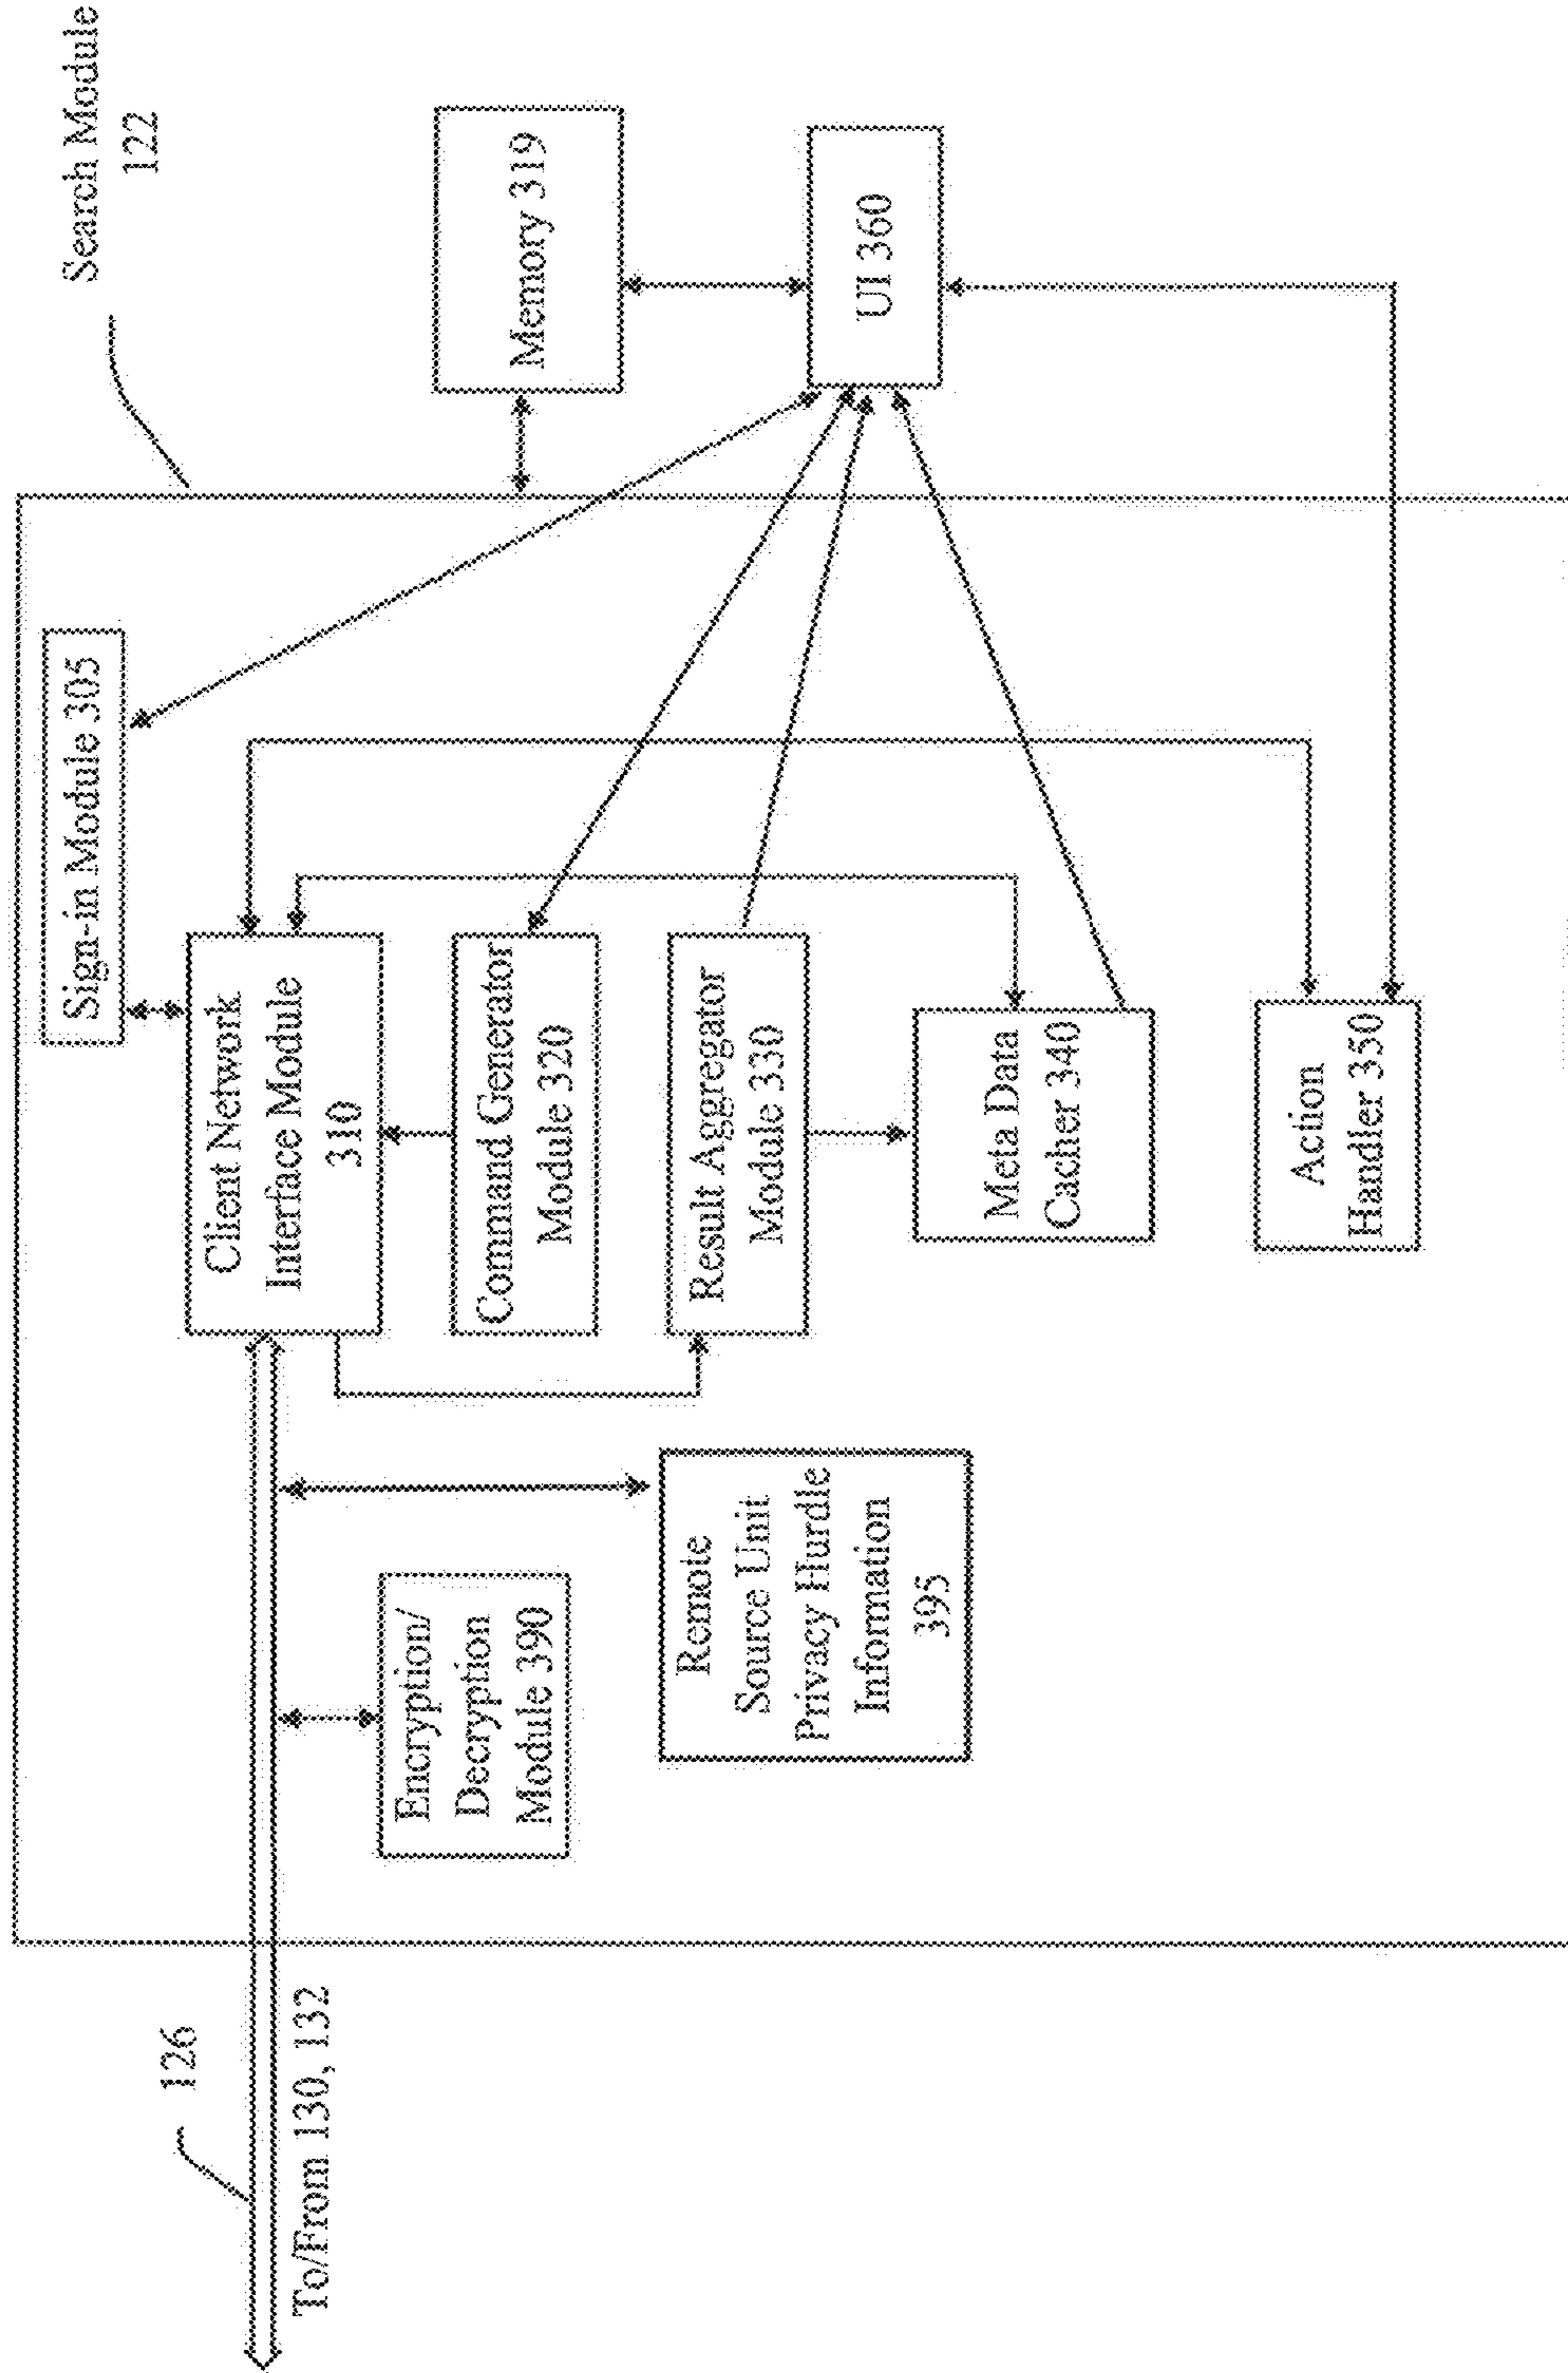 126
To/From 130, 132
Search Module
122
Sign-in Module 305
Client Network
Interface Module
310
Command Generator
Module 320
Result Aggregator
Module 330
Meta Data
Cacher 340
Action
Handler 350
Encryption/
Decryption
Module 390
Remote
Source Unit
Privacy Hurdle
Information
395
Memory 319
UI 360